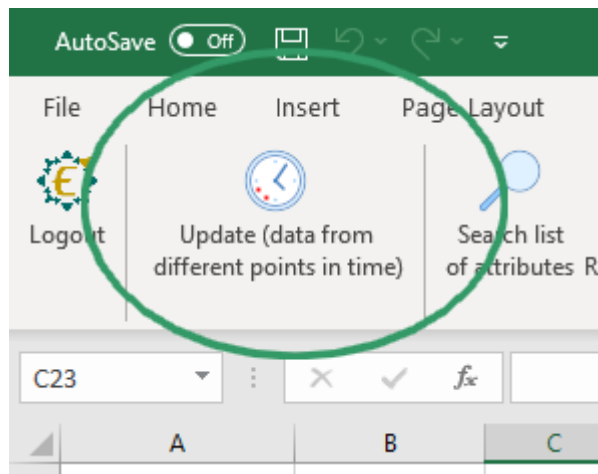 AutoSave Off
File Home Insert Page Layout
Logout Update (data from Search list
different points in time) of attributes R
C23 fx
A B C